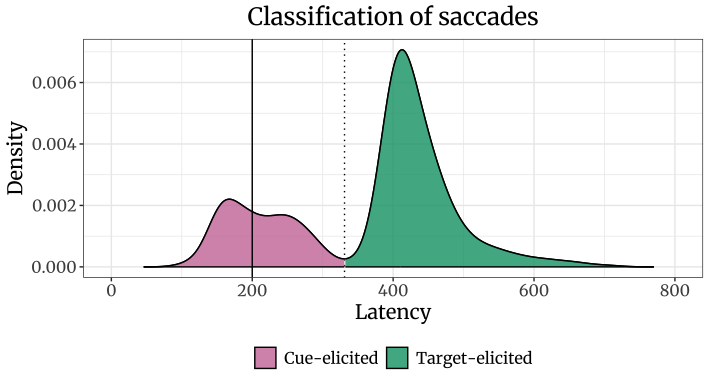 Classification of saccades
Density
0.006
0.004
0.002
0.000
0 200 400 600 800
Latency
Cue-elicited Target-elicited